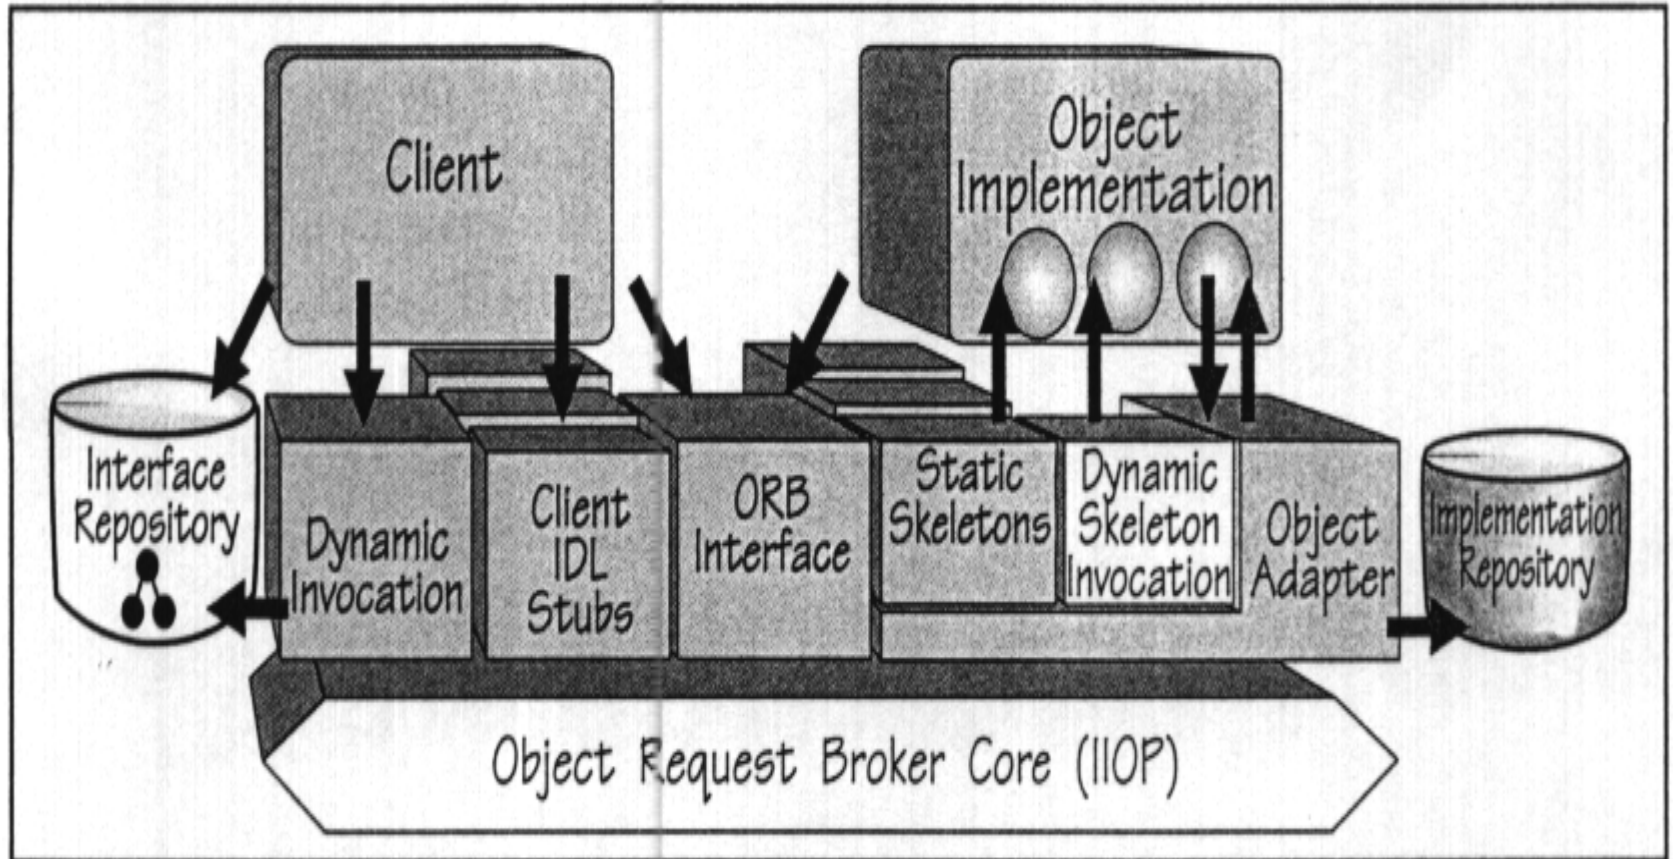 Client
Object
Implementation
Interface
Repository
Dynamic
Invocation
Client
IDL
Stubs
ORB
Interface
Static
Skeletons
Dynamic
Skeleton
Invocation
Object
Adapter
Implementation
Repository
Object Request Broker Core (IIOP)